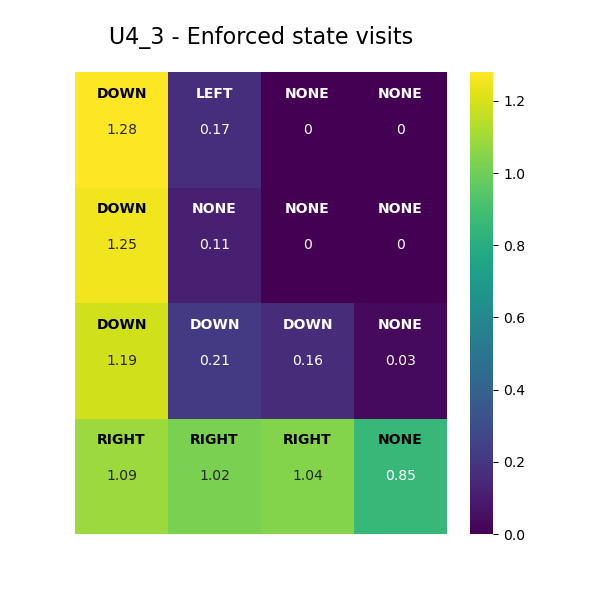 U4_3 - Enforced state visits
DOWN LEFT NONE NONE
1.28 0.17 0 0
DOWN NONE NONE NONE
1.25 0.11 0 0
DOWN DOWN DOWN NONE
1.19 0.21 0.16 0.03
RIGHT RIGHT RIGHT NONE
1.09 1.02 1.04 0.85
1.2
1.0
0.8
0.6
0.4
0.2
0.0